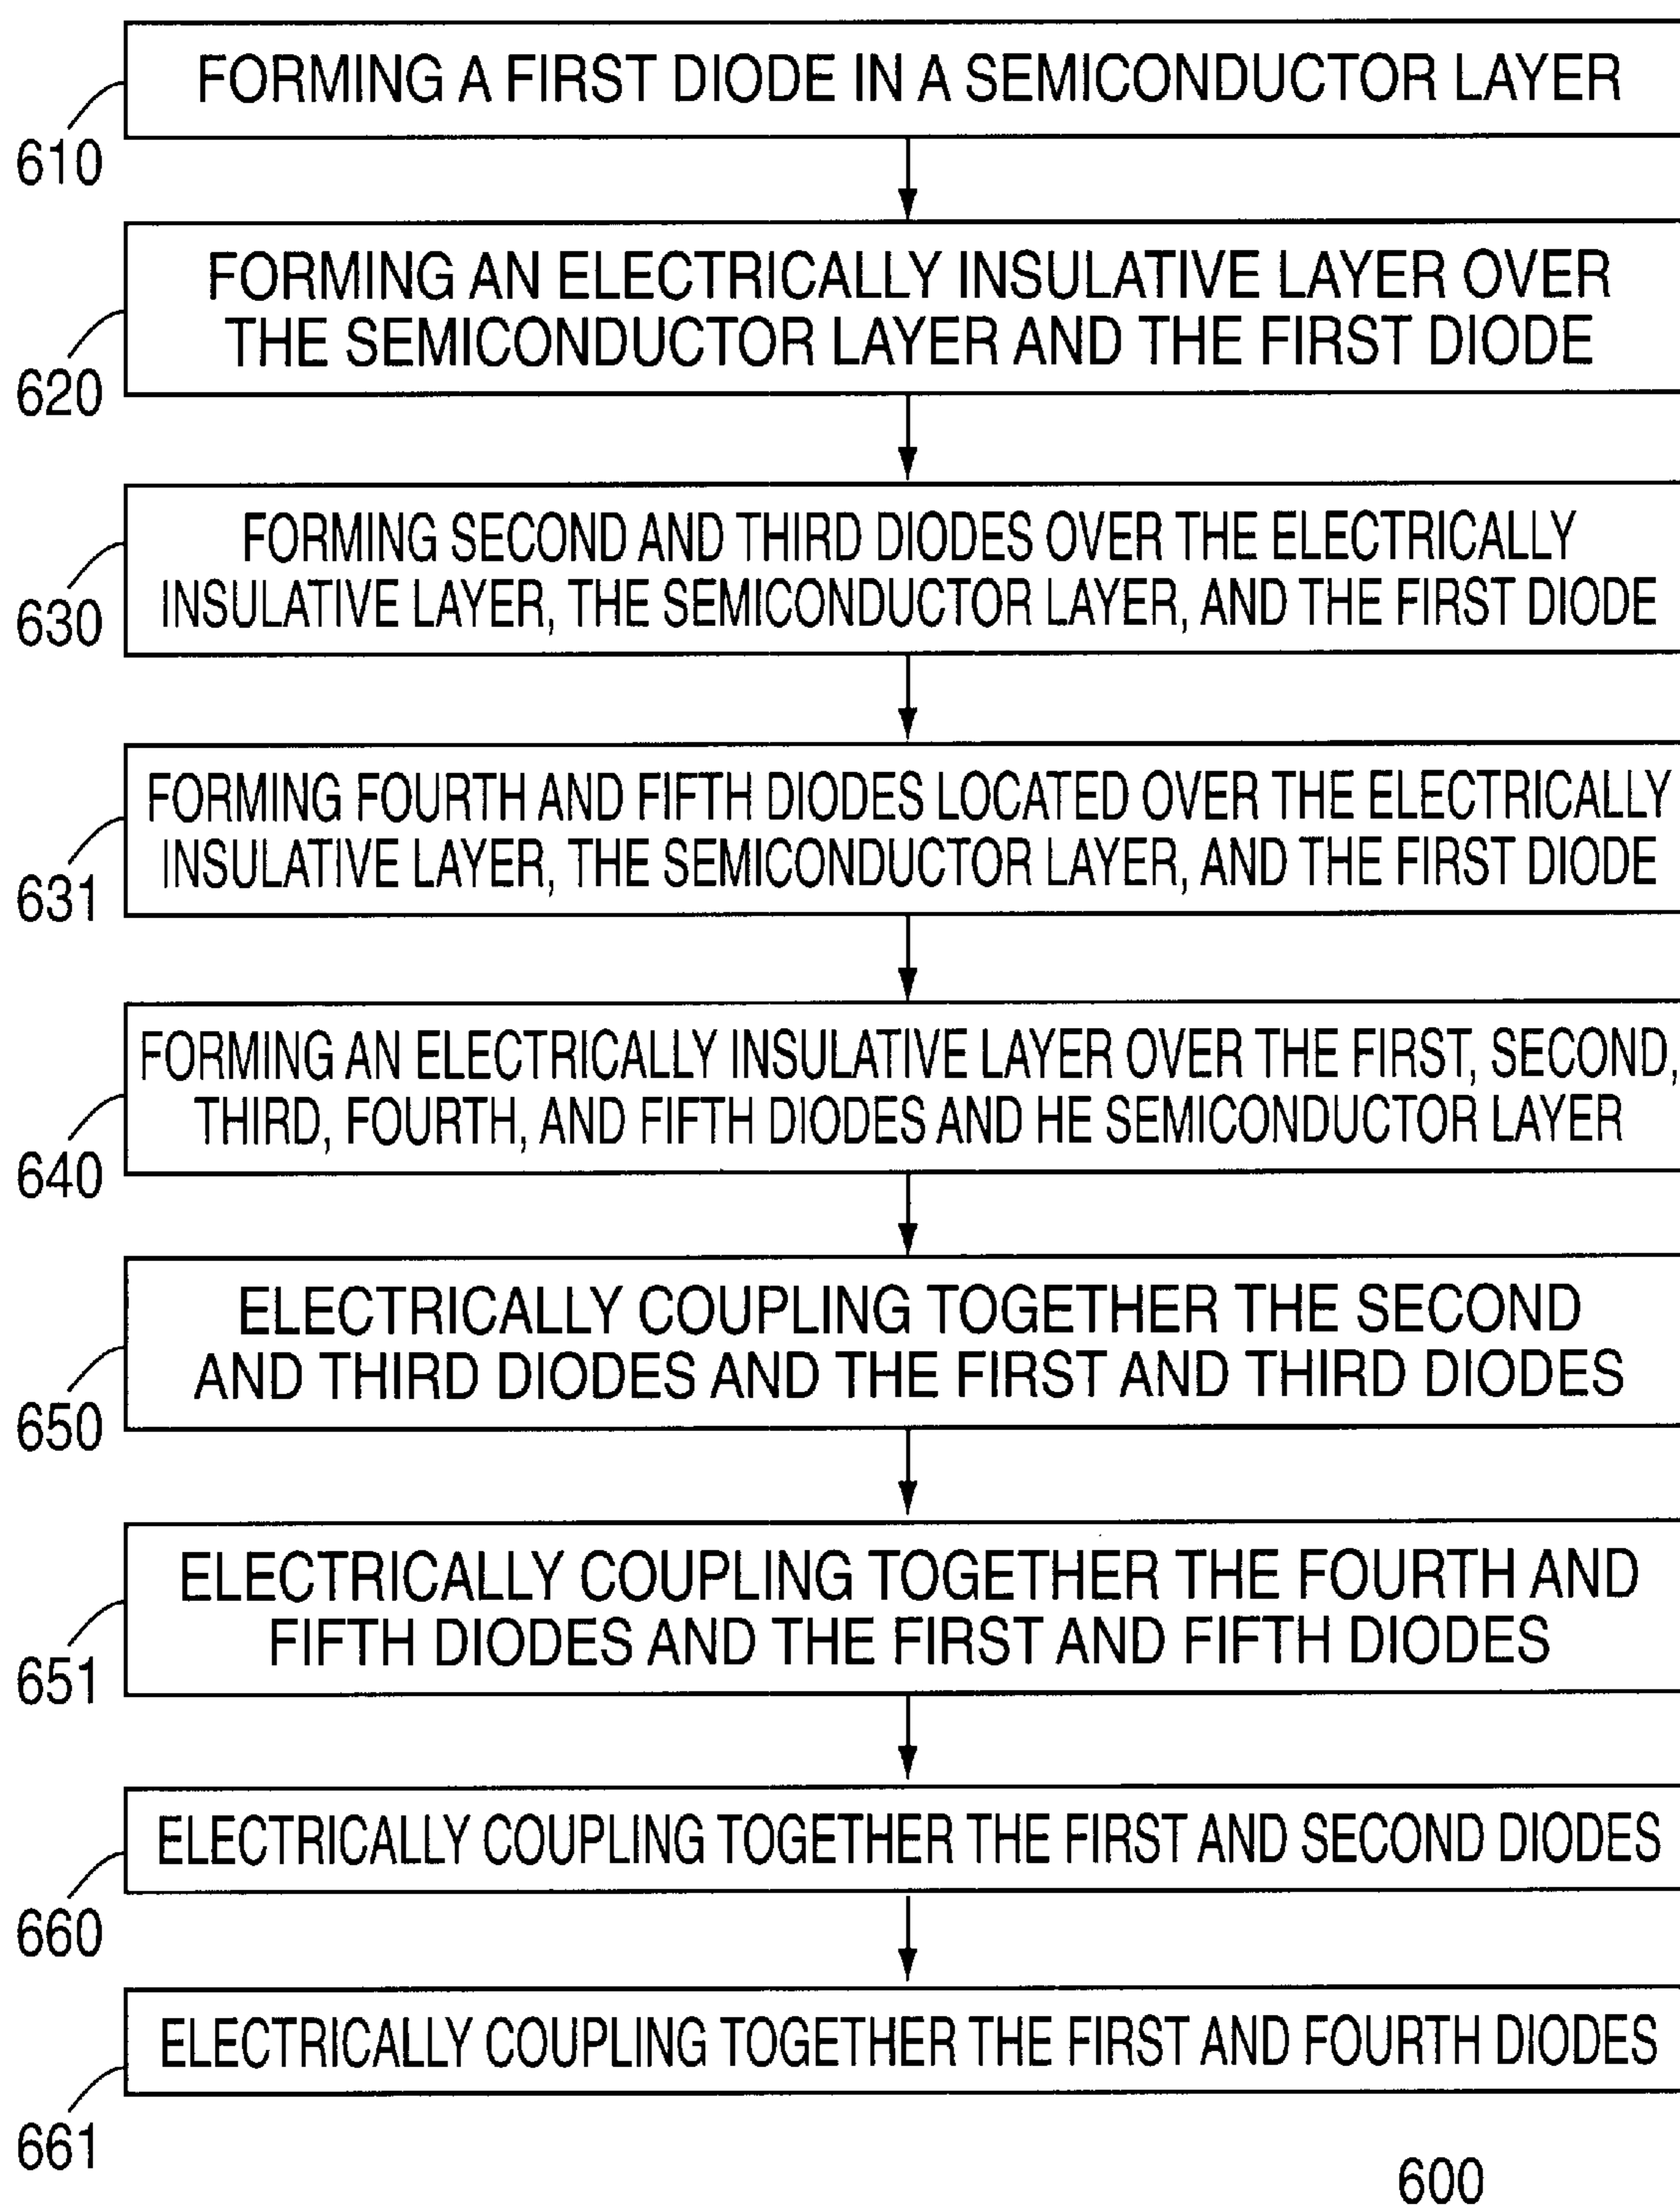 FORMING A FIRST DIODE IN A SEMICONDUCTOR LAYER
610
FORMING AN ELECTRICALLY INSULATIVE LAYER OVER
THE SEMICONDUCTOR LAYER AND THE FIRST DIODE
620
FORMING SECOND AND THIRD DIODES OVER THE ELECTRICALLY
INSULATIVE LAYER, THE SEMICONDUCTOR LAYER, AND THE FIRST DIODE
630
FORMING FOURTH AND FIFTH DIODES LOCATED OVER THE ELECTRICALLY
INSULATIVE LAYER, THE SEMICONDUCTOR LAYER, AND THE FIRST DIODE
631
FORMING AN ELECTRICALLY INSULATIVE LAYER OVER THE FIRST, SECOND,
THIRD, FOURTH, AND FIFTH DIODES AND HE SEMICONDUCTOR LAYER
640
ELECTRICALLY COUPLING TOGETHER THE SECOND
AND THIRD DIODES AND THE FIRST AND THIRD DIODES
650
ELECTRICALLY COUPLING TOGETHER THE FOURTH AND
FIFTH DIODES AND THE FIRST AND FIFTH DIODES
651
ELECTRICALLY COUPLING TOGETHER THE FIRST AND SECOND DIODES
660
ELECTRICALLY COUPLING TOGETHER THE FIRST AND FOURTH DIODES
661
600